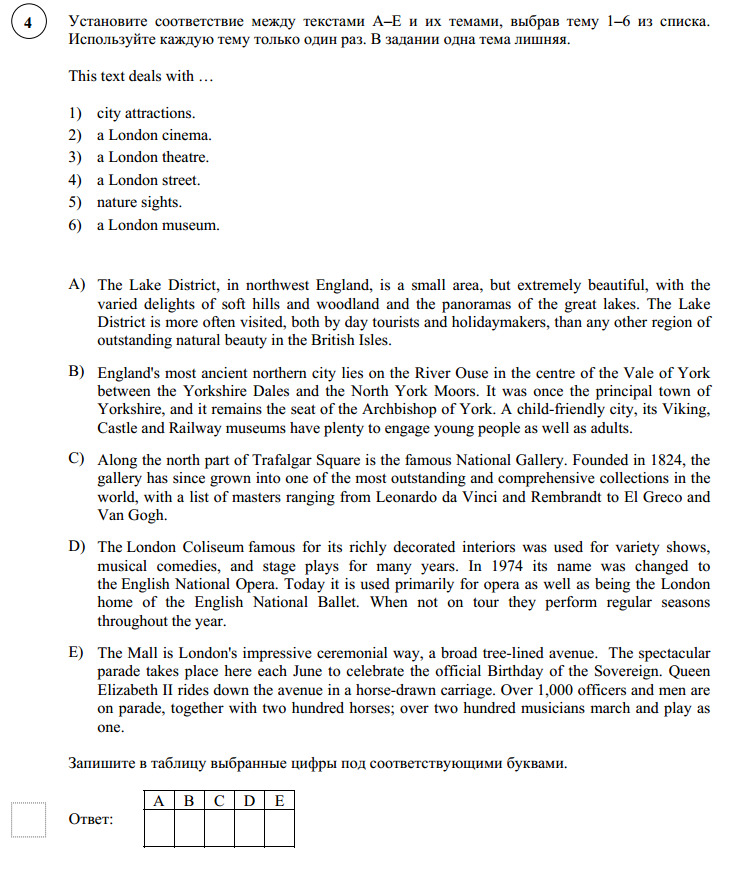 4
Установите соответствие между текстами А–Е и их темами, выбрав тему 1–6 из списка.
Используйте каждую тему только один раз. В задании одна тема лишняя.
This text deals with …
1) city attractions.
2) a London cinema.
3) a London theatre.
4) a London street.
5) nature sights.
6) a London museum.
A) The Lake District, in northwest England, is a small area, but extremely beautiful, with the
varied delights of soft hills and woodland and the panoramas of the great lakes. The Lake
District is more often visited, both by day tourists and holidaymakers, than any other region of
outstanding natural beauty in the British Isles.
B) England's most ancient northern city lies on the River Ouse in the centre of the Vale of York
between the Yorkshire Dales and the North York Moors. It was once the principal town of
Yorkshire, and it remains the seat of the Archbishop of York. A child-friendly city, its Viking,
Castle and Railway museums have plenty to engage young people as well as adults.
C) Along the north part of Trafalgar Square is the famous National Gallery. Founded in 1824, the
gallery has since grown into one of the most outstanding and comprehensive collections in the
world, with a list of masters ranging from Leonardo da Vinci and Rembrandt to El Greco and
Van Gogh.
D) The London Coliseum famous for its richly decorated interiors was used for variety shows,
musical comedies, and stage plays for many years. In 1974 its name was changed to
the English National Opera. Today it is used primarily for opera as well as being the London
home of the English National Ballet. When not on tour they perform regular seasons
throughout the year.
E) The Mall is London's impressive ceremonial way, a broad tree-lined avenue. The spectacular
parade takes place here each June to celebrate the official Birthday of the Sovereign. Queen
Elizabeth II rides down the avenue in a horse-drawn carriage. Over 1,000 officers and men are
on parade, together with two hundred horses; over two hundred musicians march and play as
one.
Запишите в таблицу выбранные цифры под соответствующими буквами.
A B C D E
Ответ: